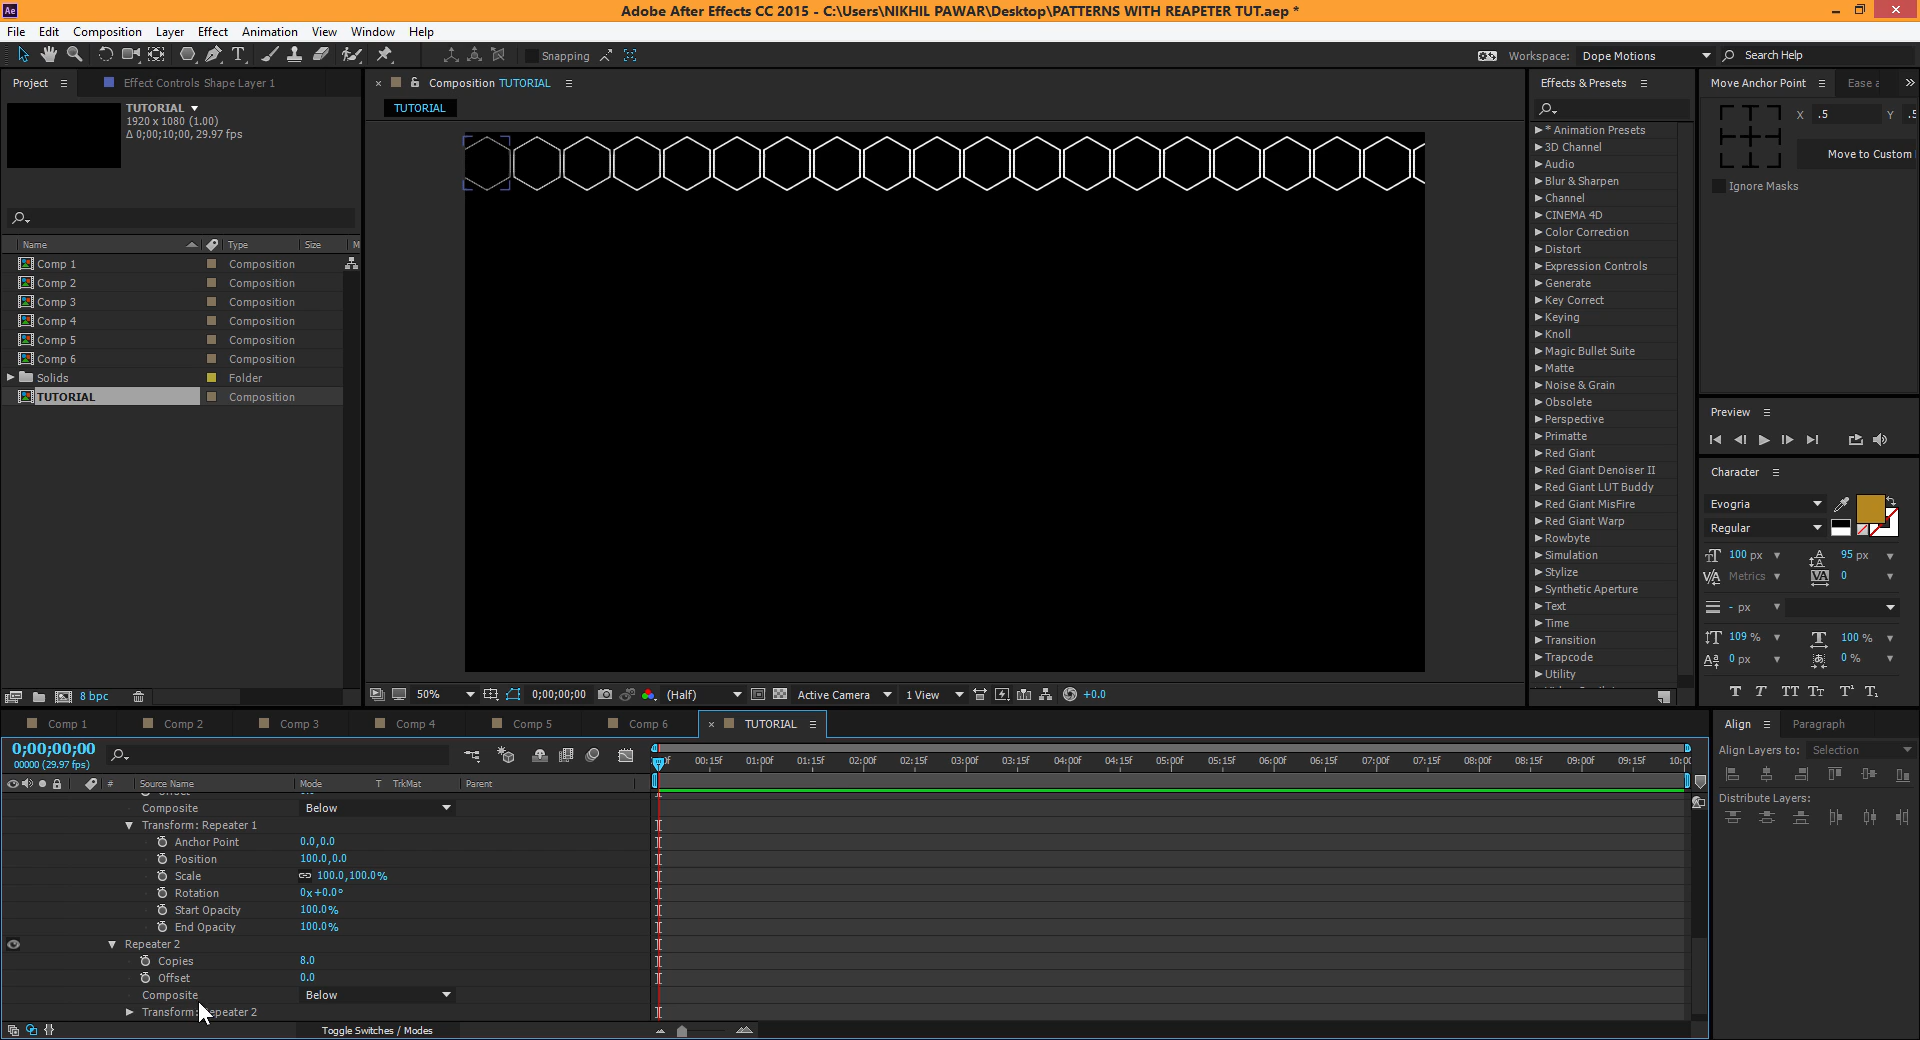 Ae
Adobe After Effects CC 2015 - C:\Users\NIKHIL PAWAR\Desktop\PATTERNS WITH REAPETER TUT.aep *
File Edit Composition Layer Effect Animation View Window Help
Snapping
Workspace: Dope Motions
Search Help
Project
Effect Controls Shape Layer 1
TUTORIAL
1920 x 1080 (1.00)
Δ 0;00;10;00, 29.97 fps)
Name Type Size M
Comp 1 Composition
Comp 2 Composition
Comp 3 Composition
Comp 4 Composition
Comp 5 Composition
Comp 6 Composition
Solids Folder
TUTORIAL Composition
8 bpc
Composition TUTORIAL
TUTORIAL
50% 0;00;00;00 (Half) Active Camera 1 View +0.0
Effects & Presets
* Animation Presets
3D Channel
Audio
Blur & Sharpen
Channel
CINEMA 4D
Color Correction
Distort
Expression Controls
Generate
Key Correct
Keying
Knoll
Magic Bullet Suite
Matte
Noise & Grain
Obsolete
Perspective
Primatte
Red Giant
Red Giant Denoiser II
Red Giant LUT Buddy
Red Giant MisFire
Red Giant Warp
Rowbyte
Simulation
Stylize
Synthetic Aperture
Text
Time
Transition
Trapcode
Utility
Move Anchor Point Ease a
X .5 Y .5
Move to Custom
Ignore Masks
Preview
Character
Evogria
Regular
100 px 95 px
Metrics 0
- px
109 % 100 %
0 px 0 %
Comp 1 Comp 2 Comp 3 Comp 4 Comp 5 Comp 6 TUTORIAL
0;00;00;00
00000 (29.97 fps)
# Source Name Mode T TrkMat Parent
00:15f 01:00f 01:15f 02:00f 02:15f 03:00f 03:15f 04:00f 04:15f 05:00f 05:15f 06:00f 06:15f 07:00f 07:15f 08:00f 08:15f 09:00f 09:15f 10:00
Composite Below
Transform: Repeater 1
Anchor Point 0.0,0.0
Position 100.0,0.0
Scale 100.0,100.0%
Rotation 0x+0.0°
Start Opacity 100.0%
End Opacity 100.0%
Repeater 2
Copies 8.0
Offset 0.0
Composite Below
Transform: Repeater 2
Toggle Switches / Modes
Align Paragraph
Align Layers to: Selection
Distribute Layers: